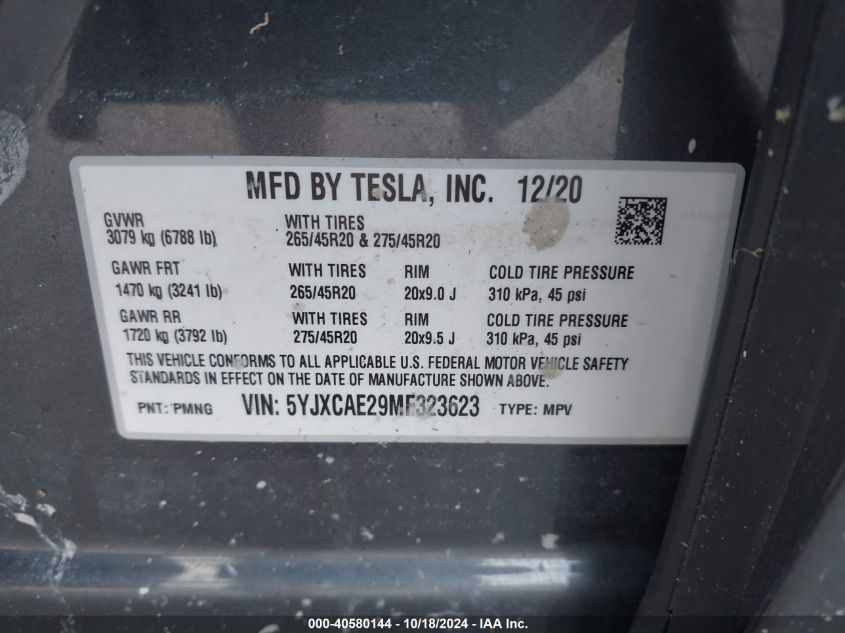 MFD BY TESLA, INC. 12/20
GVWR
3079 kg (6788 lb)
WITH TIRES
265/45R20 & 275/45R20
GAWR FRT WITH TIRES RIM COLD TIRE PRESSURE
1470 kg (3241 lb) 265/45R20 20x9.0 J 310 kPa, 45 psi
GAWR RR WITH TIRES RIM COLD TIRE PRESSURE
1720 kg (3792 lb) 275/45R20 20x9.5 J 310 kPa, 45 psi
THIS VEHICLE CONFORMS TO ALL APPLICABLE U.S. FEDERAL MOTOR VEHICLE SAFETY
STANDARDS IN EFFECT ON THE DATE OF MANUFACTURE SHOWN ABOVE.
PNT: PMNG VIN: 5YJXCAE29MF323623 TYPE: MPV
000-40580144 - 10/18/2024 - IAA Inc.